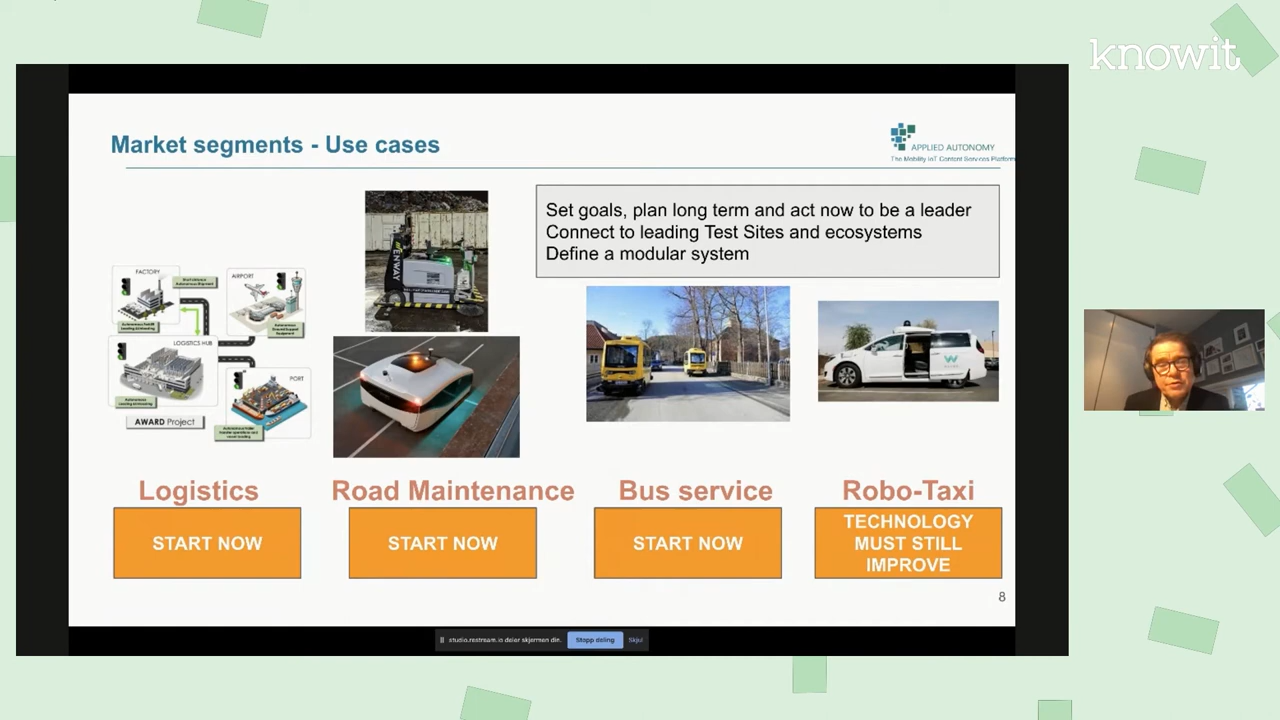 knowit
Market segments - Use cases
APPLIED AUTONOMY
The Mobility IoT Content Services Platform
Set goals, plan long term and act now to be a leader
Connect to leading Test Sites and ecosystems
Define a modular system
ENWAY
FACTORY
AIRPORT
LOGISTICS HUB
PORT
AWARD Project
Logistics
Road Maintenance
Bus service
Robo-Taxi
START NOW
START NOW
START NOW
TECHNOLOGY
MUST STILL
IMPROVE
8
studio.restream.io deler skjermen din.
Stopp deling
Skjul